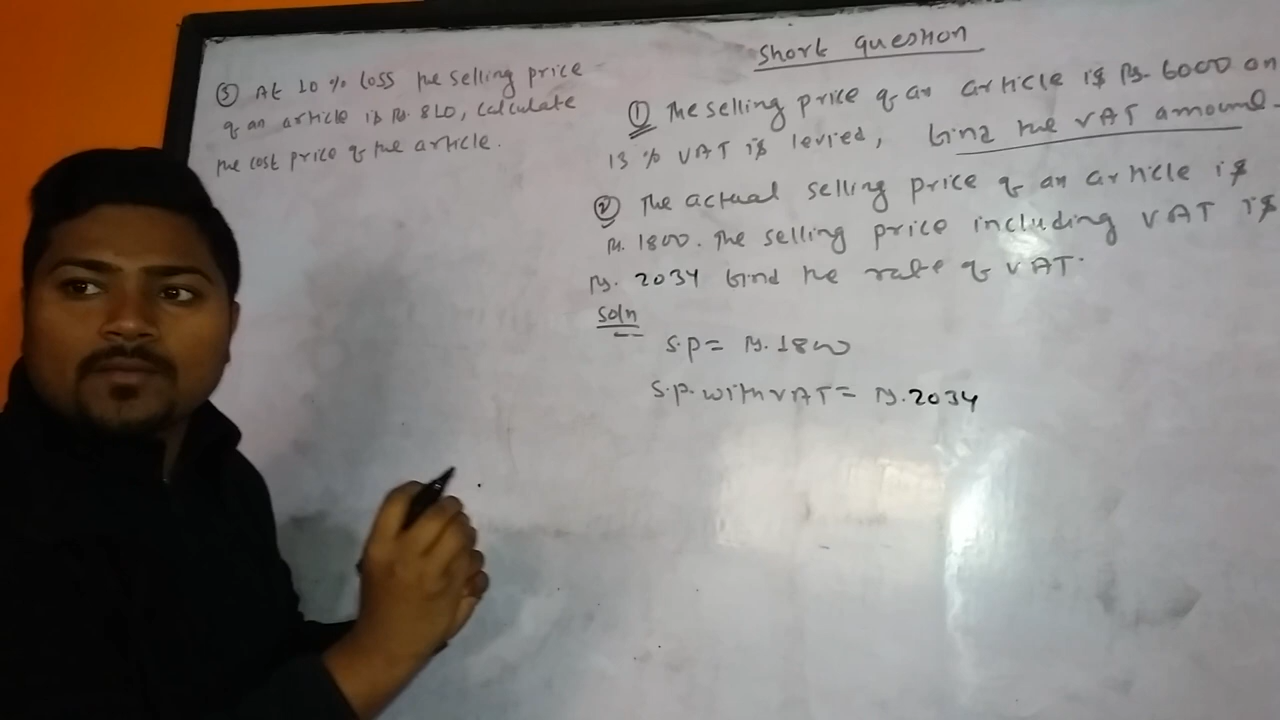 Short question
① The selling price of an article is Rs. 6000 on
13 % VAT is levied, find the VAT amount.
② The actual selling price of an article is
Rs. 1800. The selling price including VAT is
Rs. 2034 find the rate of VAT.
Soln
S.P = Rs. 1800
S.P. with VAT = Rs. 2034
③ At 10 % loss the selling price
of an article is Rs. 810, calculate
the cost price of the article.